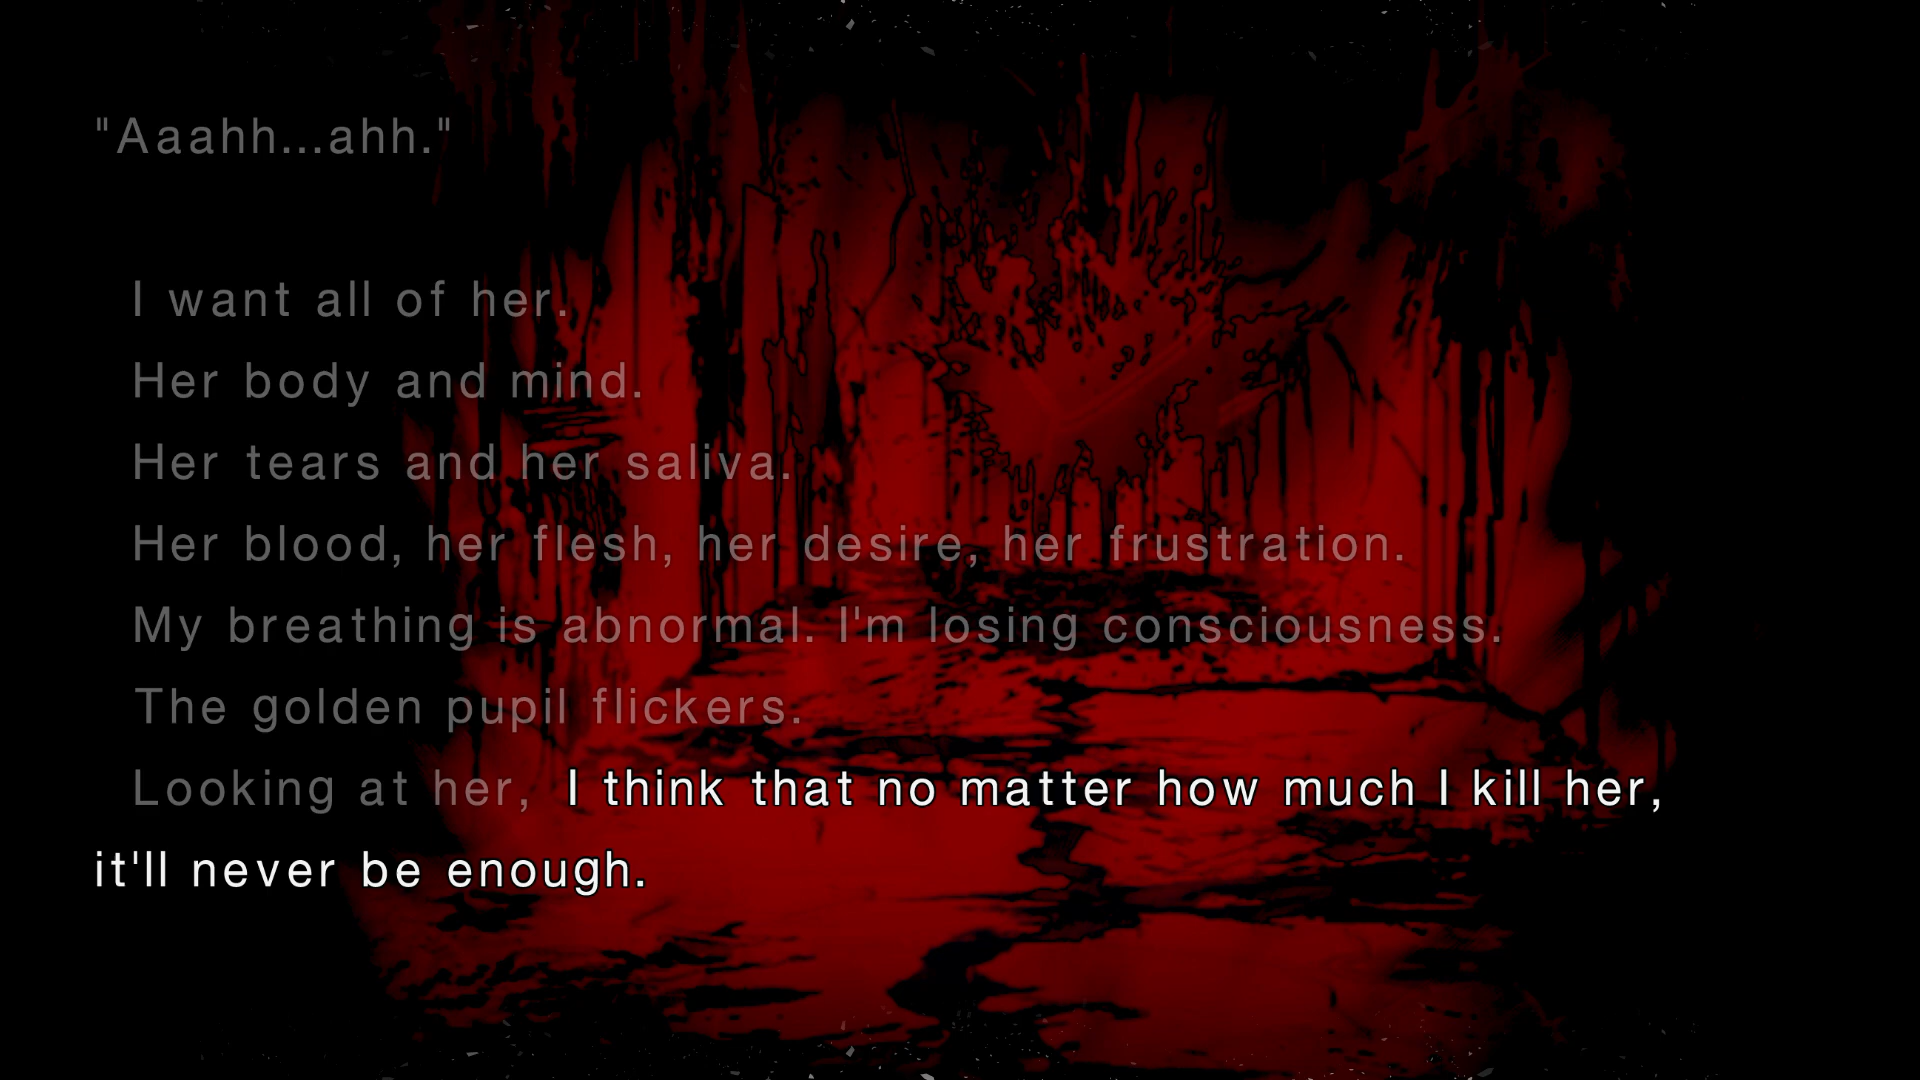 "Aaahh...ahh."
I want all of her.
Her body and mind.
Her tears and her saliva.
Her blood, her flesh, her desire, her frustration.
My breathing is abnormal. I'm losing consciousness.
The golden pupil flickers.
Looking at her, I think that no matter how much I kill her,
it'll never be enough.